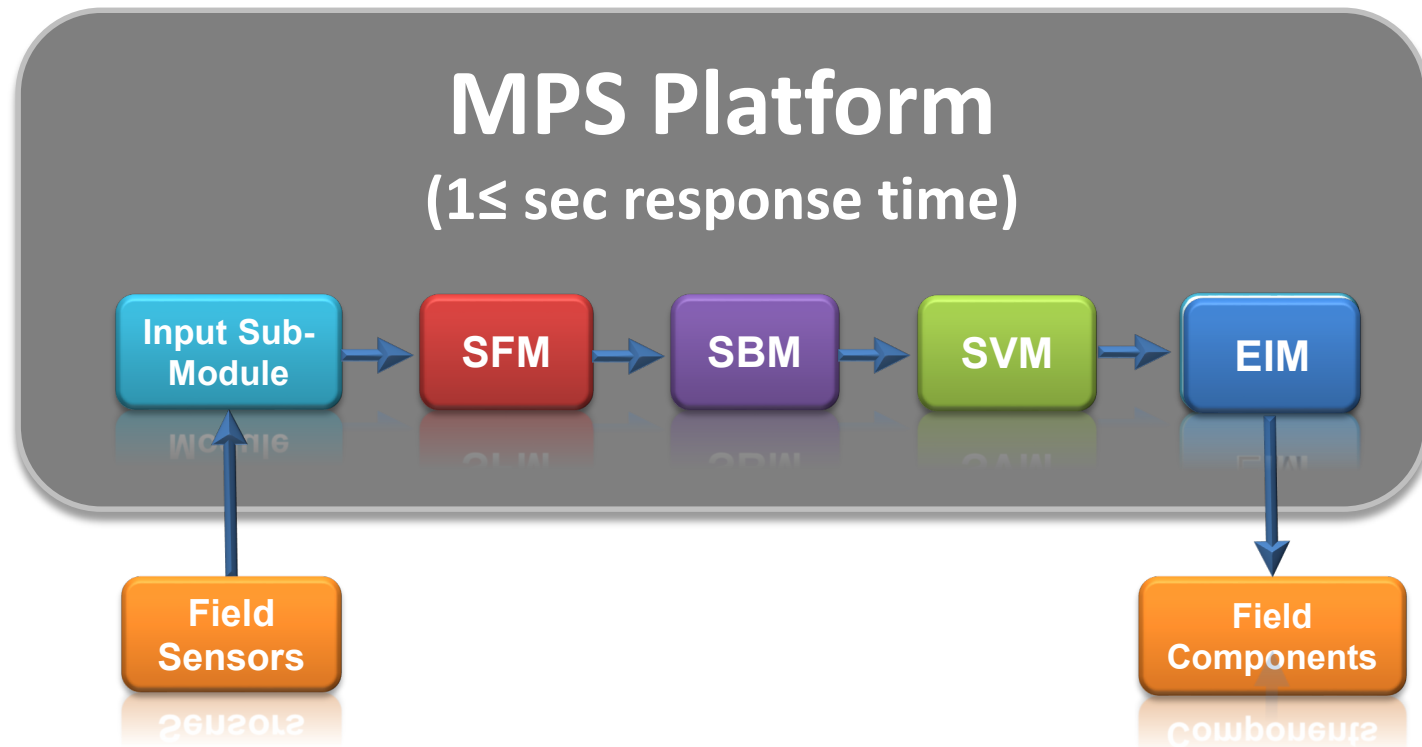 MPS Platform
(1≤ sec response time)
Input Sub-
Module
SFM
SBM
SVM
EIM
Field
Sensors
Field
Components